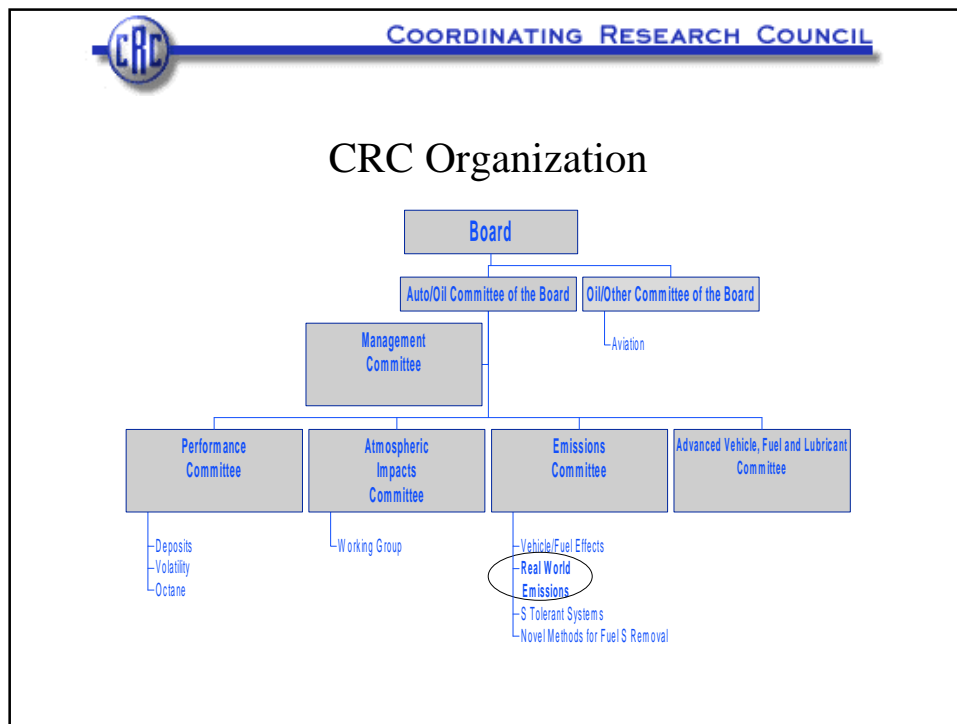 CRC
COORDINATING RESEARCH COUNCIL
CRC Organization
Board
Auto/Oil Committee of the Board
Oil/Other Committee of the Board
Aviation
Management
Committee
Performance
Committee
Deposits
Volatility
Octane
Atmospheric
Impacts
Committee
Working Group
Emissions
Committee
Vehicle/Fuel Effects
Real World
Emissions
S Tolerant Systems
Novel Methods for Fuel S Removal
Advanced Vehicle, Fuel and Lubricant
Committee